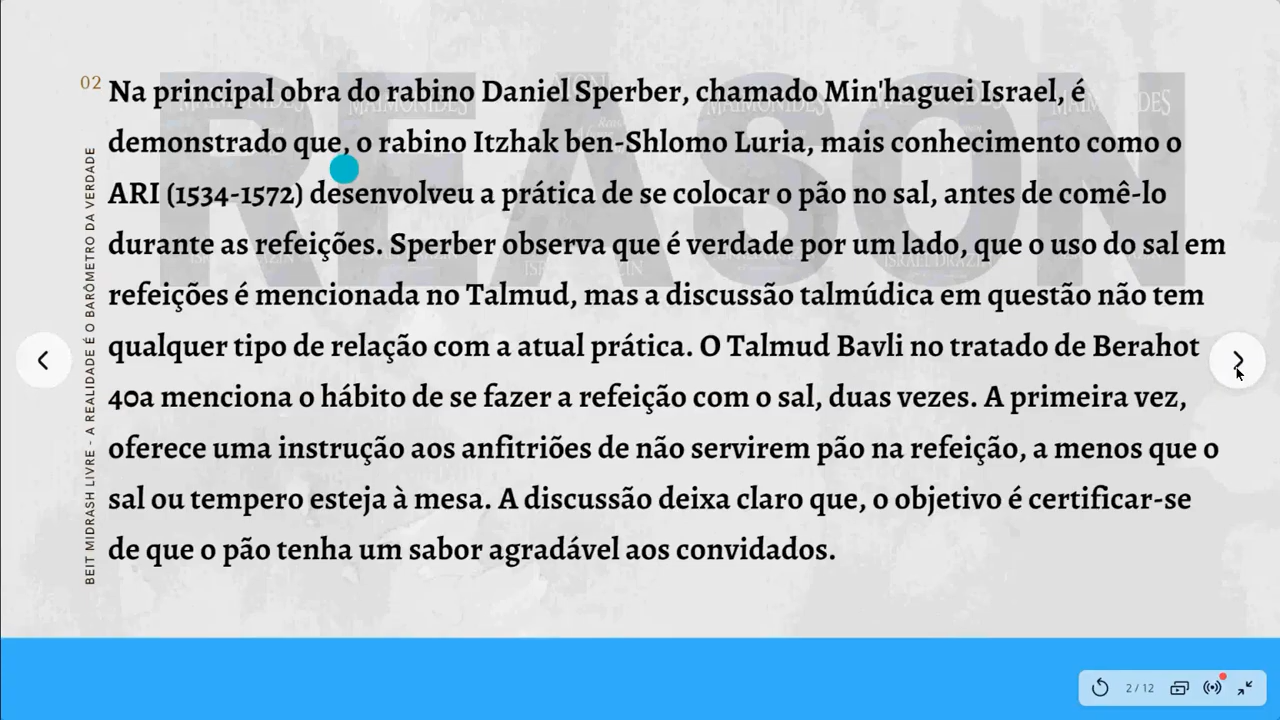 02
Na principal obra do rabino Daniel Sperber, chamado Min'haguei Israel, é
demonstrado que, o rabino Itzhak ben-Shlomo Luria, mais conhecimento como o
ARI (1534-1572) desenvolveu a prática de se colocar o pão no sal, antes de comê-lo
durante as refeições. Sperber observa que é verdade por um lado, que o uso do sal em
refeições é mencionada no Talmud, mas a discussão talmúdica em questão não tem
qualquer tipo de relação com a atual prática. O Talmud Bavli no tratado de Berahot
40a menciona o hábito de se fazer a refeição com o sal, duas vezes. A primeira vez,
oferece uma instrução aos anfitriões de não servirem pão na refeição, a menos que o
sal ou tempero esteja à mesa. A discussão deixa claro que, o objetivo é certificar-se
de que o pão tenha um sabor agradável aos convidados.
BEIT MIDRASH LIVRE - A REALIDADE É O BARÔMETRO DA VERDADE
REASON
MAIMONIDES
2 / 12